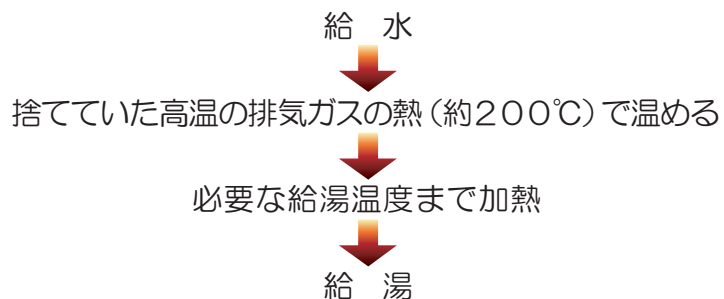 給　水
捨てていた高温の排気ガスの熱（約２００℃）で温める
必要な給湯温度まで加熱
給　湯